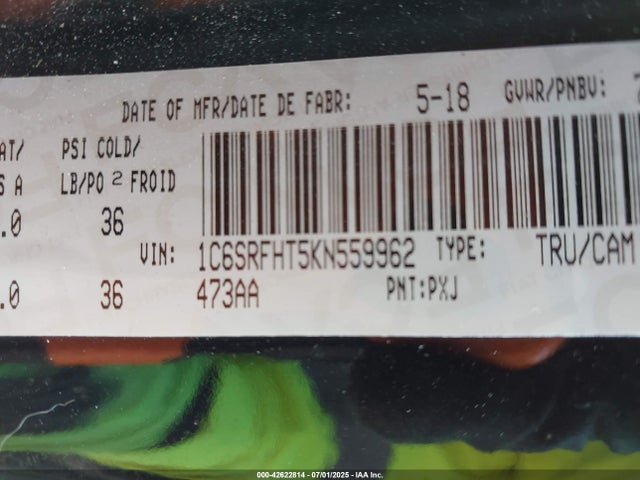 DATE OF MFR/DATE DE FABR: 5-18 GVWR/PNBV:
AT/ PSI COLD/
S A LB/PO 2 FROID
.0 36
VIN: 1C6SRFHT5KN559962 TYPE: TRU/CAM
.0 36 473AA PNT:PXJ
000-42622814 - 07/01/2025 - IAA Inc.